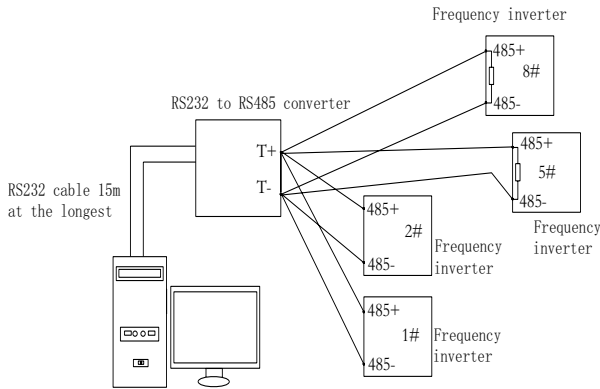 Frequency inverter
485+
8#
485-
RS232 to RS485 converter
T+
T-
485+
5#
485-
RS232 cable 15m
at the longest
485+
2#
485-
Frequency
inverter
Frequency
inverter
485+
1#
485-
Frequency
inverter